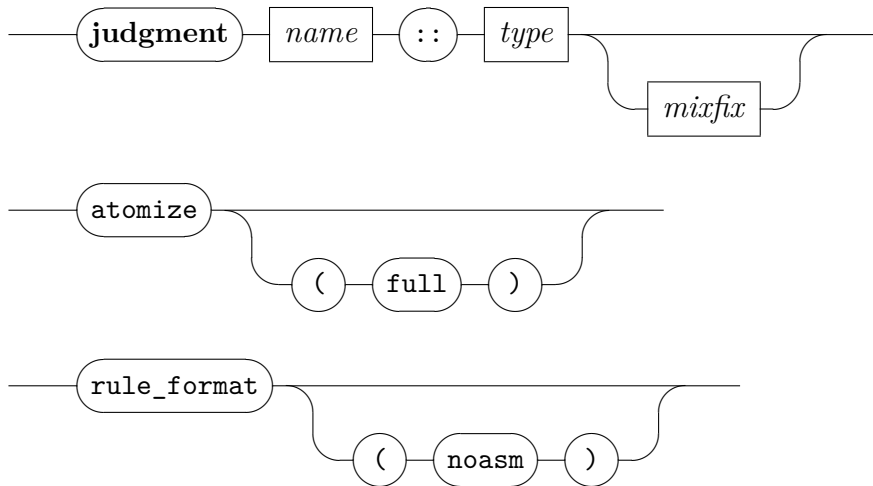 judgment name :: type
mixfix
atomize
( full )
rule_format
( noasm )